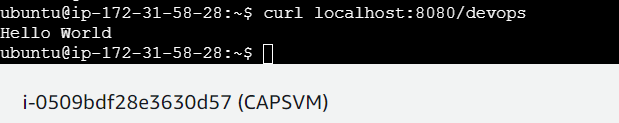 ubuntu@ip-172-31-58-28:~$ curl localhost:8080/devops
Hello World
ubuntu@ip-172-31-58-28:~$
i-0509bdf28e3630d57 (CAPSVM)